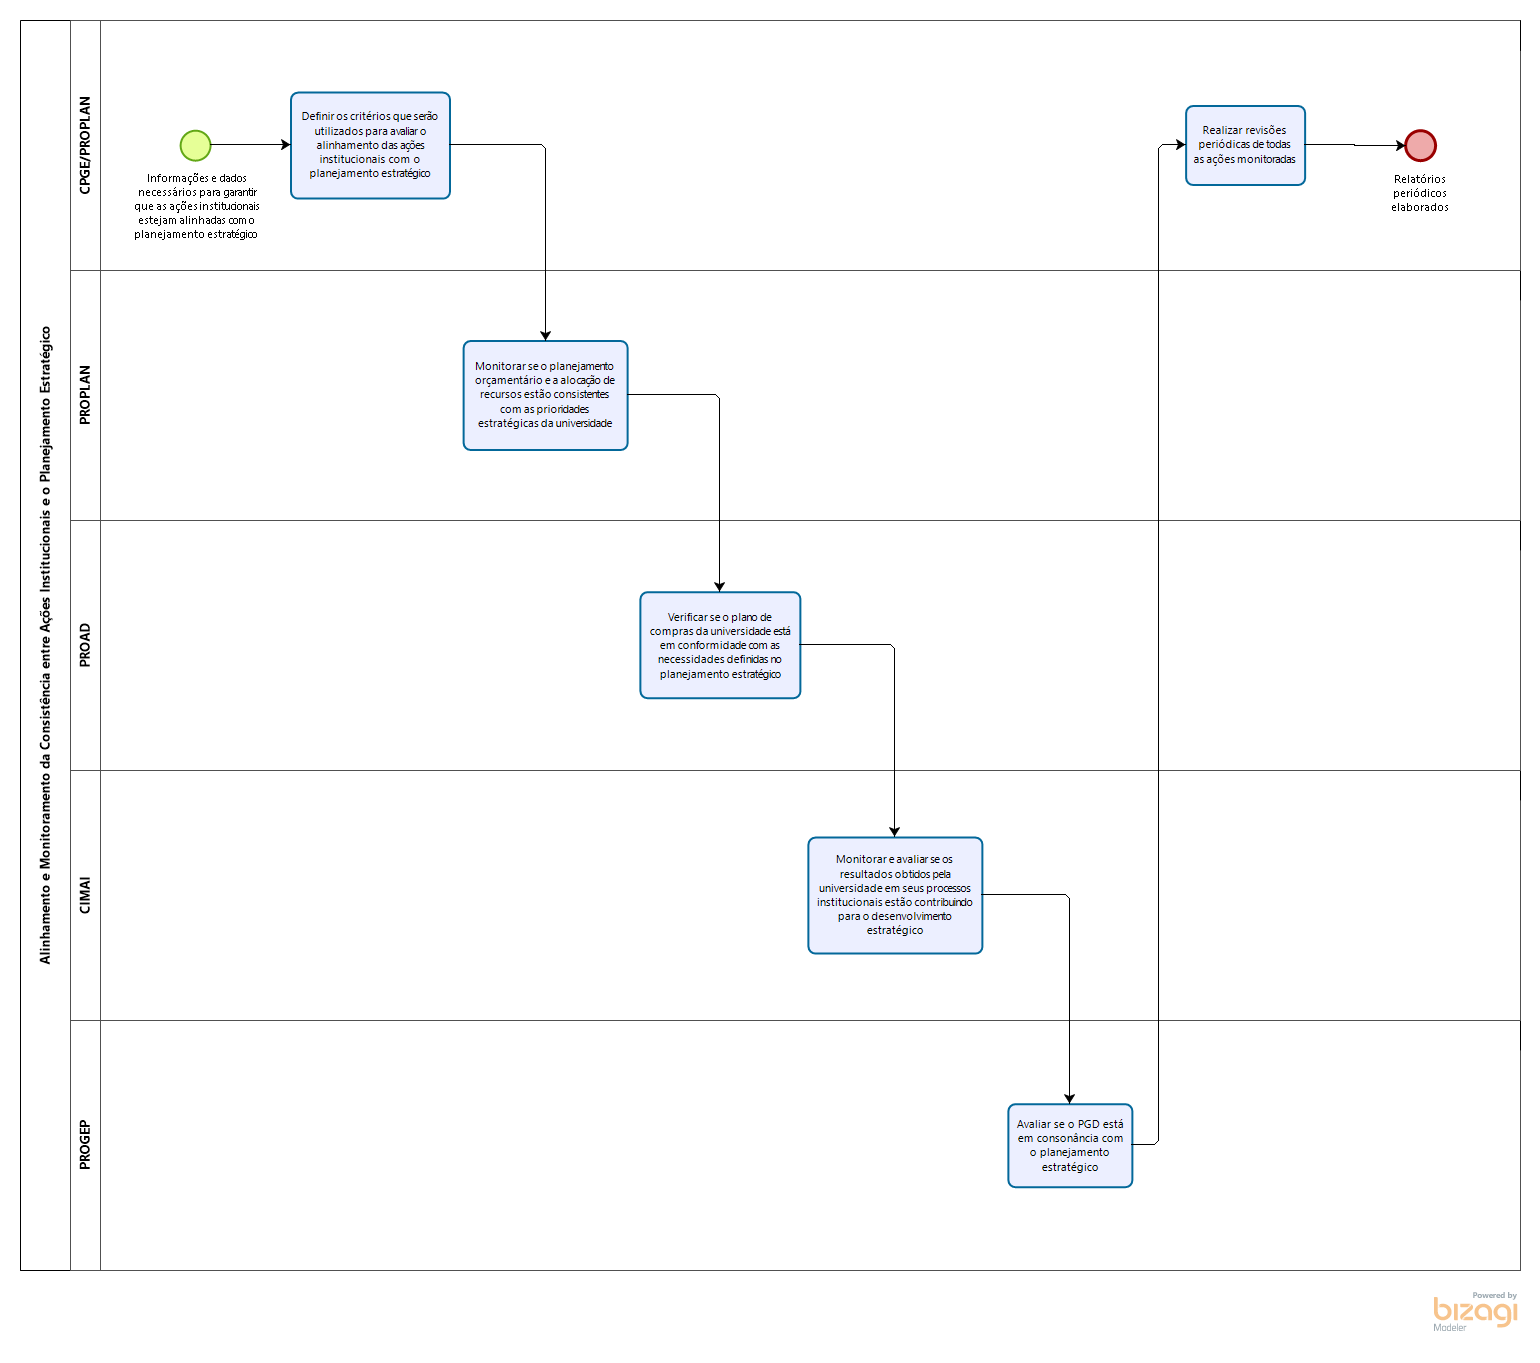 Alinhamento e Monitoramento da Consistência entre Ações Institucionais e o Planejamento Estratégico
CPGE/PROPLAN
Informações e dados
necessários para garantir
que as ações institucionais
estejam alinhadas com o
planejamento estratégico
Definir os critérios que serão
utilizados para avaliar o
alinhamento das ações
institucionais com o
planejamento estratégico
Realizar revisões
periódicas de todas
as ações monitoradas
Relatórios
periódicos
elaborados
PROPLAN
Monitorar se o planejamento
orçamentário e a alocação de
recursos estão consistentes
com as prioridades
estratégicas da universidade
PROAD
Verificar se o plano de
compras da universidade está
em conformidade com as
necessidades definidas no
planejamento estratégico
CIMAI
Monitorar e avaliar se os
resultados obtidos pela
universidade em seus processos
institucionais estão contribuindo
para o desenvolvimento
estratégico
PROGEP
Avaliar se o PGD está
em consonância com
o planejamento
estratégico
Powered by
bizagi
Modeler